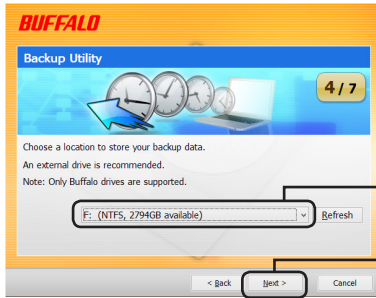 BUFFALO
Backup Utility
4/7
Choose a location to store your backup data.
An external drive is recommended.
Note: Only Buffalo drives are supported.
F: (NTFS, 2794GB available) Refresh
< Back Next > Cancel